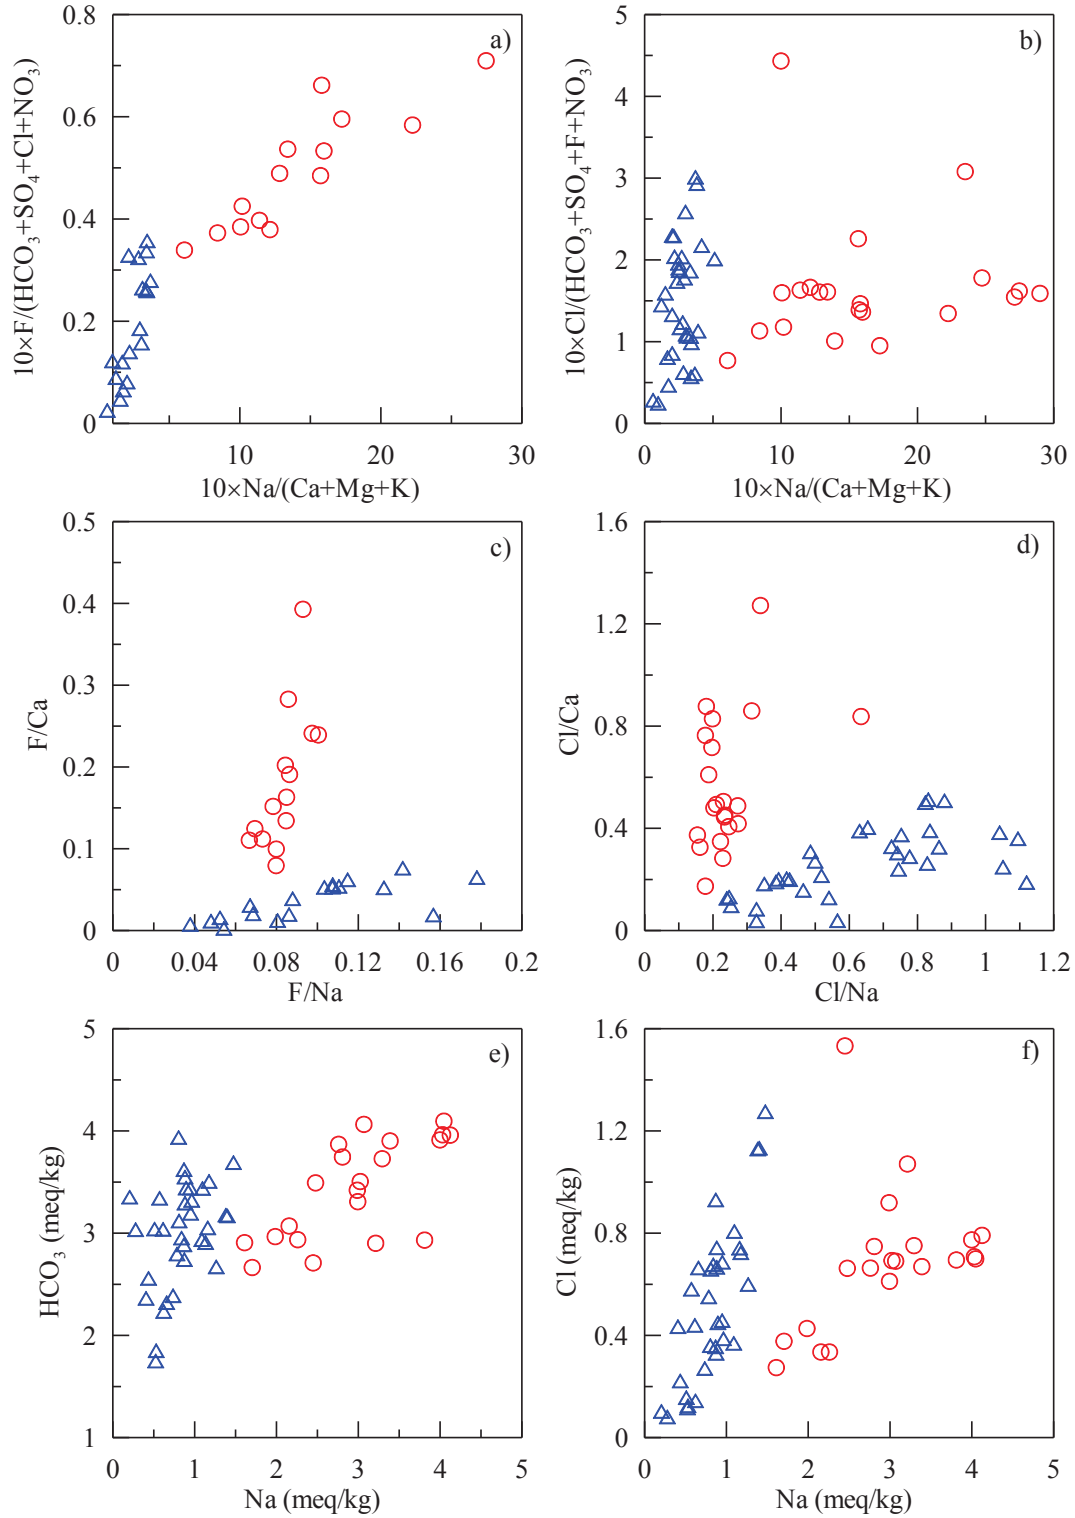 a)
0.8
0.6
0.4
0.2
0
10×F/(HCO₃+SO₄+Cl+NO₃)
10 20 30
10×Na/(Ca+Mg+K)
b)
5
4
3
2
1
0
10×Cl/(HCO₃+SO₄+F+NO₃)
0 10 20 30
10×Na/(Ca+Mg+K)
c)
0.5
0.4
0.3
0.2
0.1
0
F/Ca
0 0.04 0.08 0.12 0.16 0.2
F/Na
d)
1.6
1.2
0.8
0.4
0
Cl/Ca
0 0.2 0.4 0.6 0.8 1 1.2
Cl/Na
e)
5
4
3
2
1
HCO₃ (meq/kg)
0 1 2 3 4 5
Na (meq/kg)
f)
1.6
1.2
0.8
0.4
0
Cl (meq/kg)
0 1 2 3 4 5
Na (meq/kg)